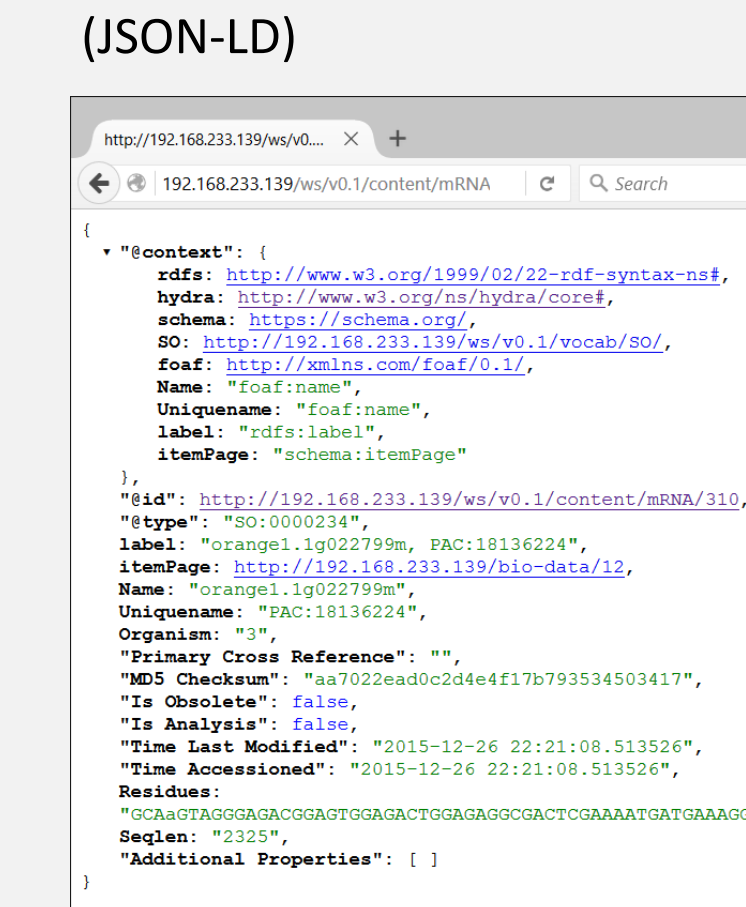 (JSON-LD)
http://192.168.233.139/ws/v0.... × +
192.168.233.139/ws/v0.1/content/mRNA Search
{
▼ "@context": {
rdfs: http://www.w3.org/1999/02/22-rdf-syntax-ns#,
hydra: http://www.w3.org/ns/hydra/core#,
schema: https://schema.org/,
SO: http://192.168.233.139/ws/v0.1/vocab/SO/,
foaf: http://xmlns.com/foaf/0.1/,
Name: "foaf:name",
Uniquename: "foaf:name",
label: "rdfs:label",
itemPage: "schema:itemPage"
},
"@id": http://192.168.233.139/ws/v0.1/content/mRNA/310,
"@type": "SO:0000234",
label: "orange1.1g022799m, PAC:18136224",
itemPage: http://192.168.233.139/bio-data/12,
Name: "orange1.1g022799m",
Uniquename: "PAC:18136224",
Organism: "3",
"Primary Cross Reference": "",
"MD5 Checksum": "aa7022ead0c2d4e4f17b793534503417",
"Is Obsolete": false,
"Is Analysis": false,
"Time Last Modified": "2015-12-26 22:21:08.513526",
"Time Accessioned": "2015-12-26 22:21:08.513526",
Residues:
"GCAaGTAGGGAGACGGAGTGGAGACTGGAGAGGCGACTCGAAAATGATGAAAGG
Seqlen: "2325",
"Additional Properties": [ ]
}